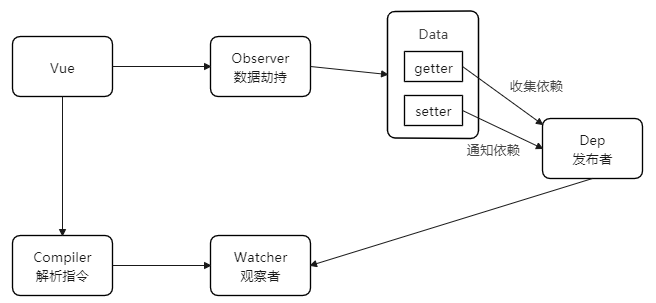 Vue
Observer
数据劫持
Data
getter
setter
收集依赖
通知依赖
Dep
发布者
Compiler
解析指令
Watcher
观察者